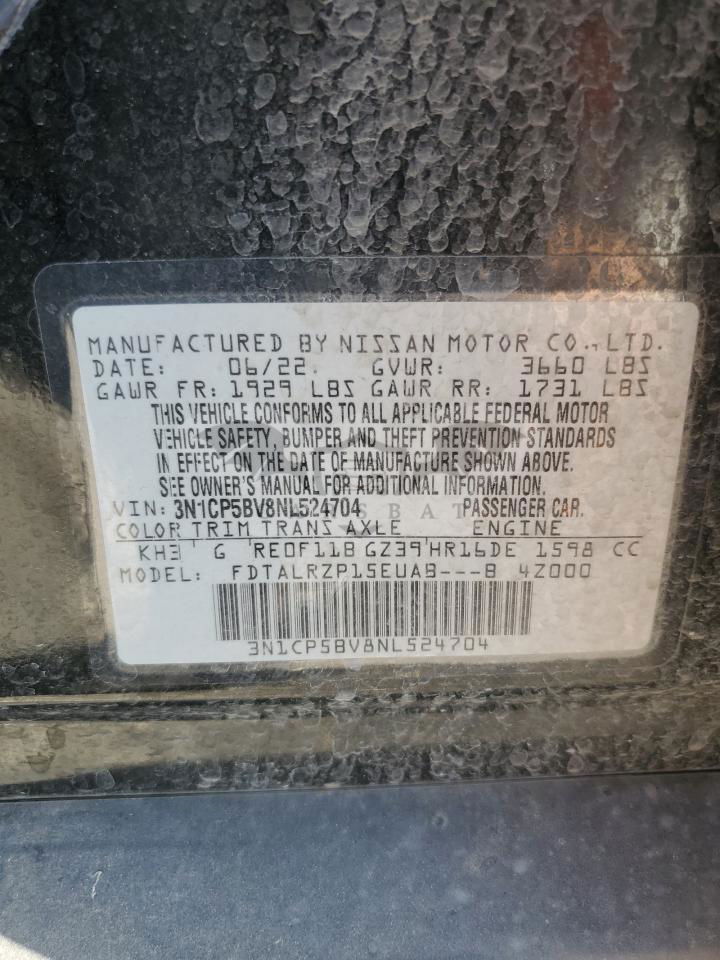 MANUFACTURED BY NISSAN MOTOR CO., LTD.
DATE: 06/22. GVWR: 3660 LBS
GAWR FR: 1929 LBS GAWR RR: 1731 LBS
THIS VEHICLE CONFORMS TO ALL APPLICABLE FEDERAL MOTOR
VEHICLE SAFETY, BUMPER AND THEFT PREVENTION STANDARDS
IN EFFECT ON THE DATE OF MANUFACTURE SHOWN ABOVE.
SEE OWNER'S MANUAL FOR ADDITIONAL INFORMATION.
VIN: 3N1CP5BV8NL524704 PASSENGER CAR.
COLOR TRIM TRANS AXLE ENGINE
KH3 G RE0F11B GZ39 HR16DE 1598 CC
MODEL: FDTALRZP15EUAB---B 4Z000
3N1CP5BV8NL524704